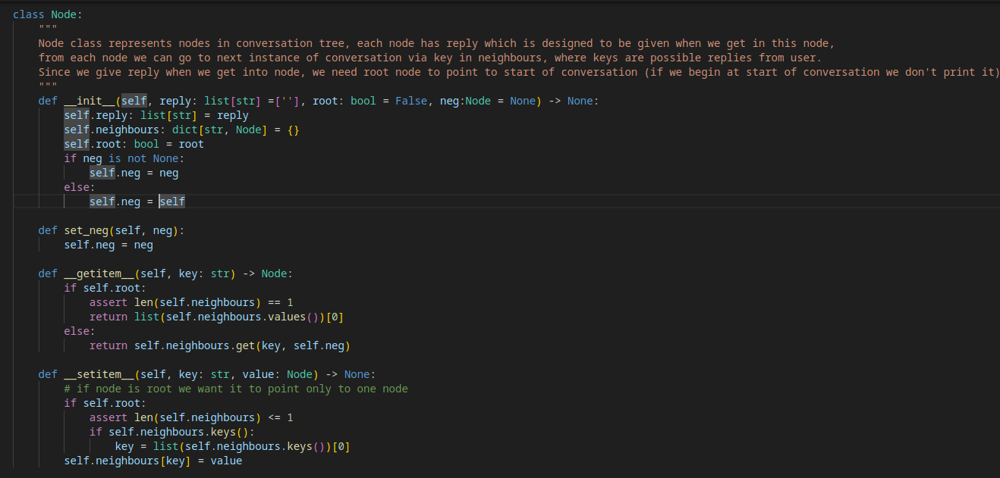 class Node:
    """
    Node class represents nodes in conversation tree, each node has reply which is designed to be given when we get in this node,
    from each node we can go to next instance of conversation via key in neighbours, where keys are possible replies from user.
    Since we give reply when we get into node, we need root node to point to start of conversation (if we begin at start of conversation we don't print it)
    """
    def __init__(self, reply: list[str] =[''], root: bool = False, neg:Node = None) -> None:
        self.reply: list[str] = reply
        self.neighbours: dict[str, Node] = {}
        self.root: bool = root
        if neg is not None:
            self.neg = neg
        else:
            self.neg = self

    def set_neg(self, neg):
        self.neg = neg

    def __getitem__(self, key: str) -> Node:
        if self.root:
            assert len(self.neighbours) == 1
            return list(self.neighbours.values())[0]
        else:
            return self.neighbours.get(key, self.neg)

    def __setitem__(self, key: str, value: Node) -> None:
        # if node is root we want it to point only to one node
        if self.root:
            assert len(self.neighbours) <= 1
            if self.neighbours.keys():
                key = list(self.neighbours.keys())[0]
        self.neighbours[key] = value